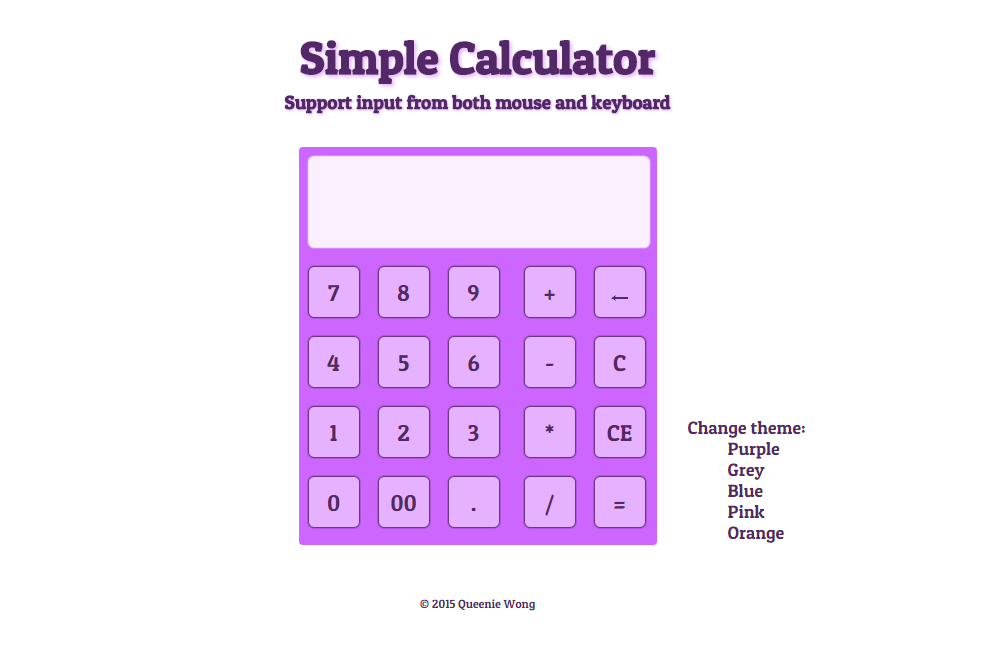 Simple Calculator
Support input from both mouse and keyboard
7 8 9 + ←
4 5 6 - C
1 2 3 * CE
0 00 . / =
Change theme:
Purple
Grey
Blue
Pink
Orange
© 2015 Queenie Wong